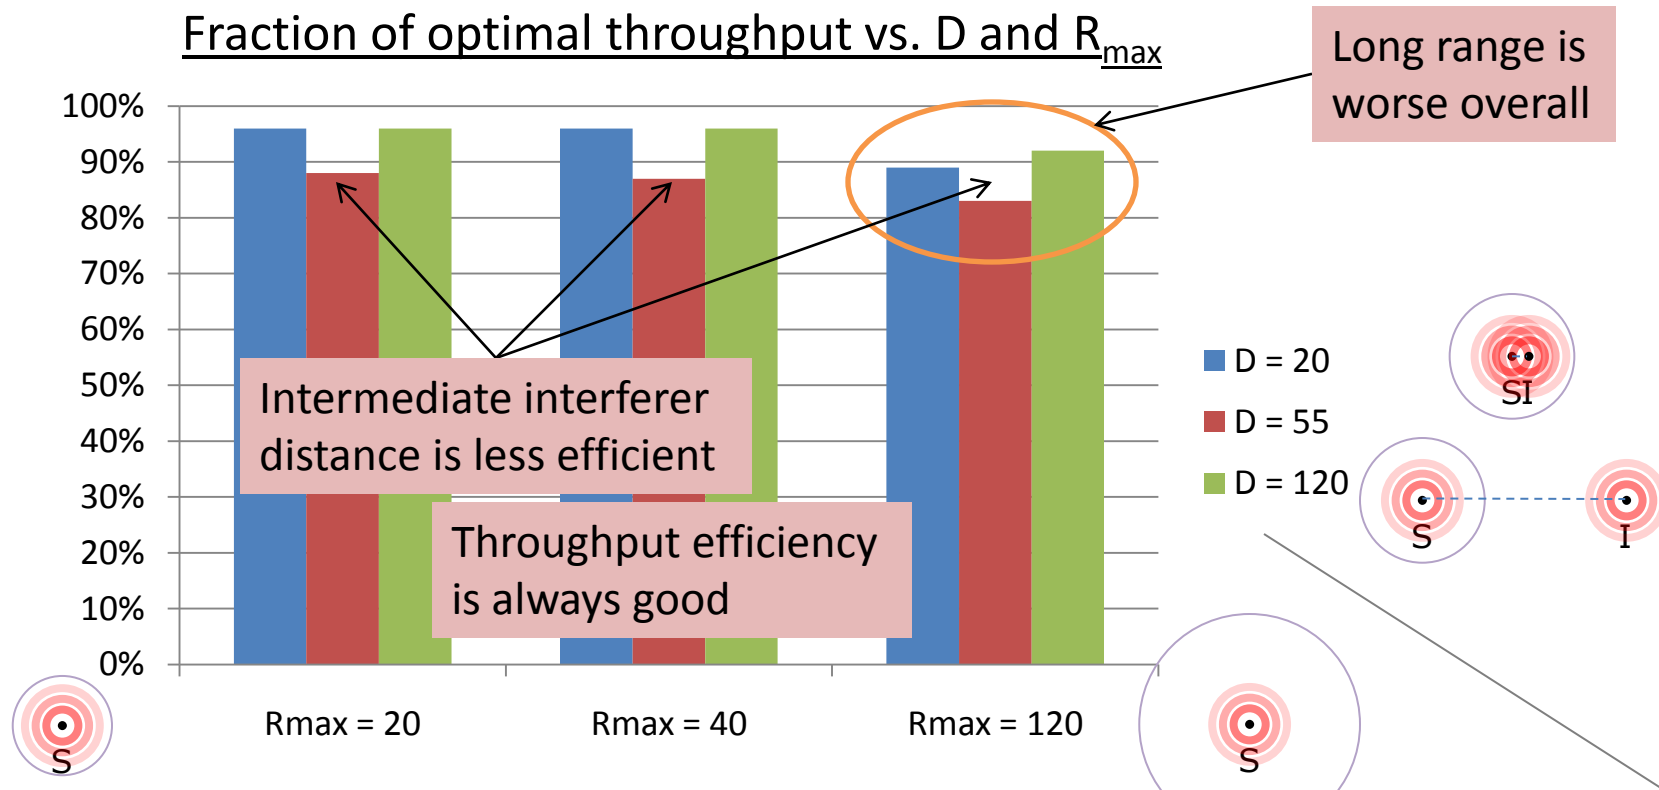 Fraction of optimal throughput vs. D and Rmax
Long range is
worse overall
100%
90%
80%
70%
60%
50%
40%
30%
20%
10%
0%
Intermediate interferer
distance is less efficient
Throughput efficiency
is always good
D = 20
D = 55
D = 120
SI
S
I
Rmax = 20
Rmax = 40
Rmax = 120
S
S